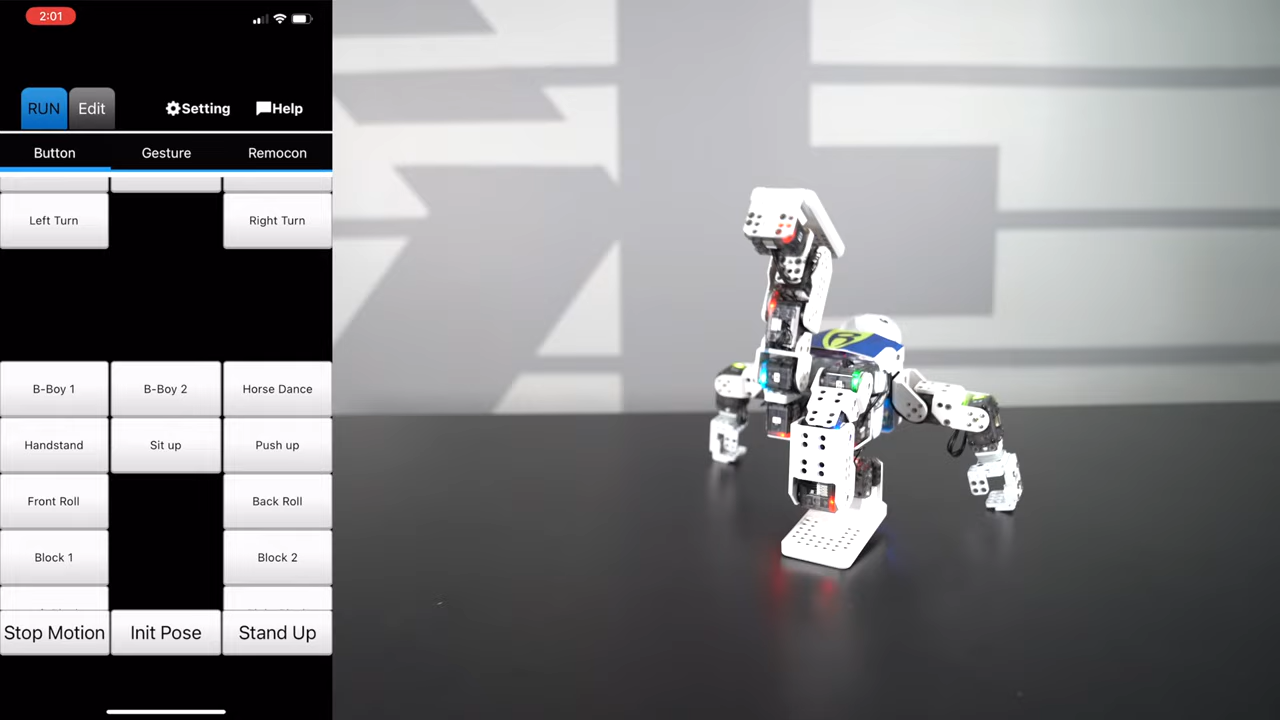 2:01
RUN Edit Setting Help
Button Gesture Remocon
Left Turn Right Turn
B-Boy 1 B-Boy 2 Horse Dance
Handstand Sit up Push up
Front Roll Back Roll
Block 1 Block 2
Stop Motion Init Pose Stand Up